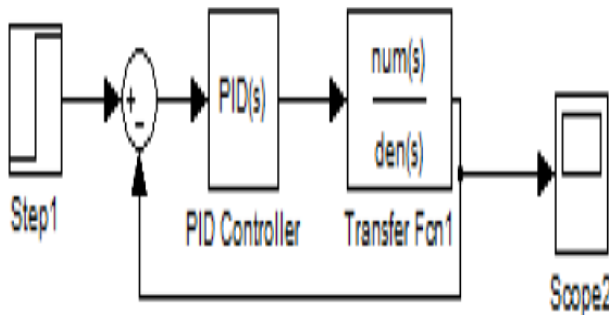 +
-
PID(s)
num(s)
den(s)
Step1
PID Controller
Transfer Fcn1
Scope2